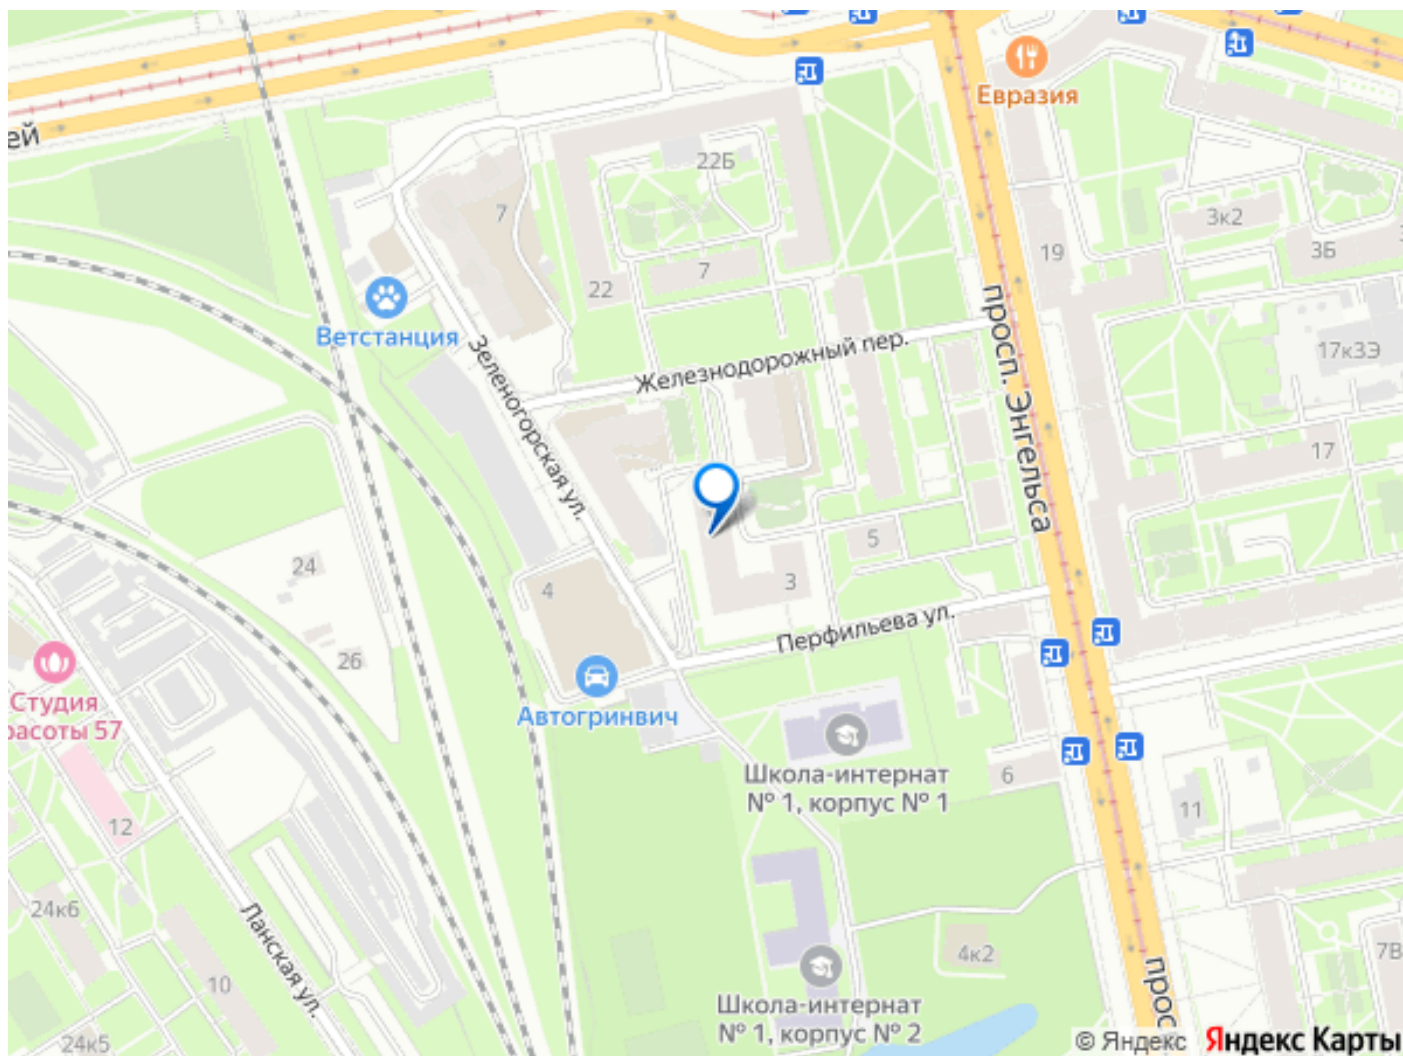 Евразия
ей
22Б
3к2
7
19
3Б
7
22
Ветстанция
просп. Энгельса
Железнодорожный пер.
17к3Э
Зеленогорская ул.
17
5
24
4
3
Перфильева ул.
26
Студия
расоты 57
Автогринвич
Школа-интернат
№ 1, корпус № 1
6
11
12
24к6
Ланская ул.
4к2
7В
10
прос
Школа-интернат
№ 1, корпус № 2
24к5
© Яндекс Яндекс Карты